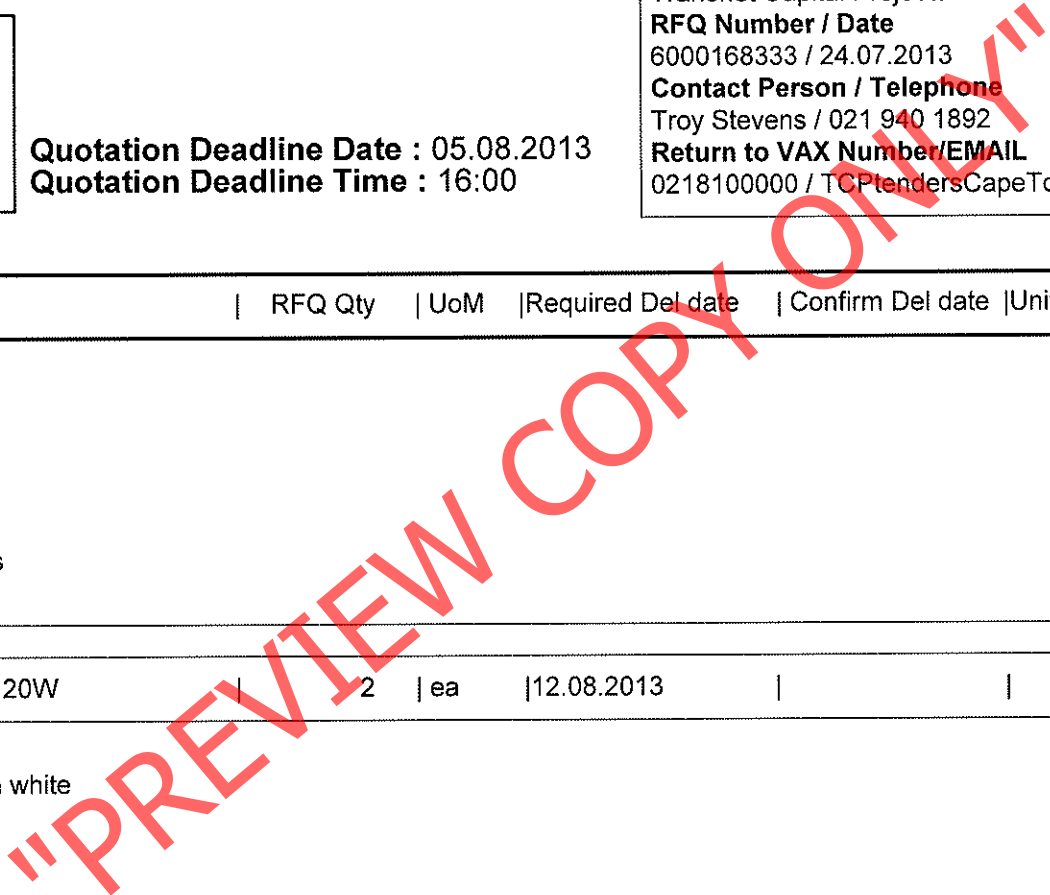 RFQ Number / Date
6000168333 / 24.07.2013
Contact Person / Telephone
Troy Stevens / 021 940 1892
Quotation Deadline Date : 05.08.2013
Return to VAX Number/EMAIL
Quotation Deadline Time : 16:00
0218100000 / TCPtendersCapeTo
| RFQ Qty | UoM |Required Del date | Confirm Del date |Uni
s
20W | 2 | ea |12.08.2013 | |
white
"PREVIEW COPY ONLY"